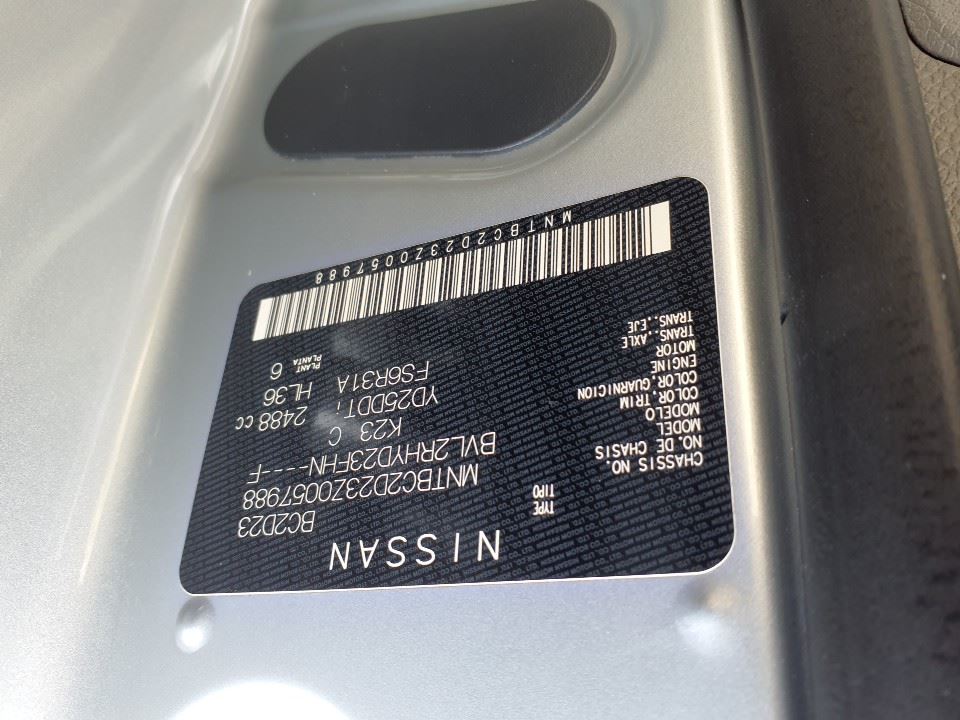 NISSAN
TYPE BC2D23
TIPO
CHASSIS NO. MNTBC2D23Z0057988
NO. DE CHASIS
MODEL BVL2RHYD23FHN----F
MODELO
COLOR,TRIM K23 C
COLOR,GUARNICION
ENGINE YD25DDTi 2488 cc
MOTOR
TRANS.,AXLE FS6R31A HL36 PLANT 6
TRANS.,EJE PLANTA
MNTBC2D23Z0057988